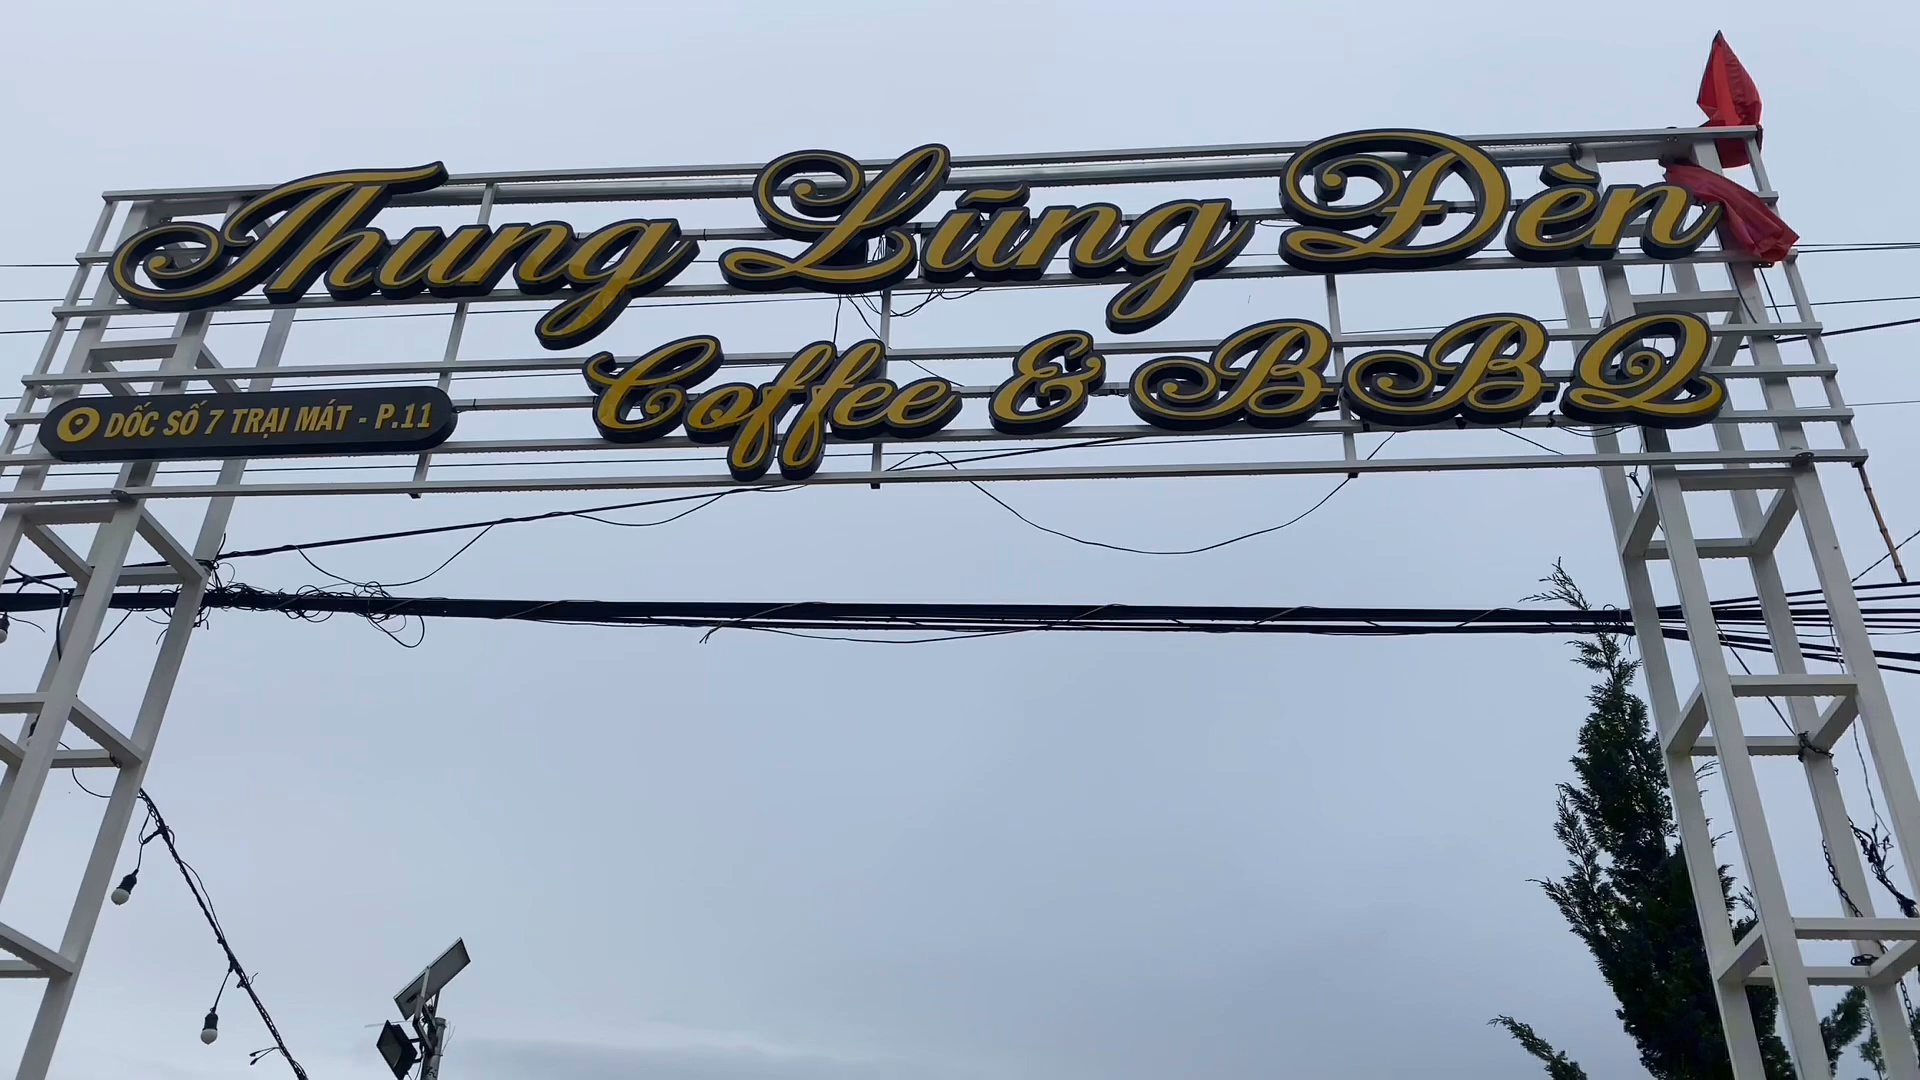 Thung Lũng Đèn
Coffee & BBQ
DỐC SỐ 7 TRẠI MÁT - P.11